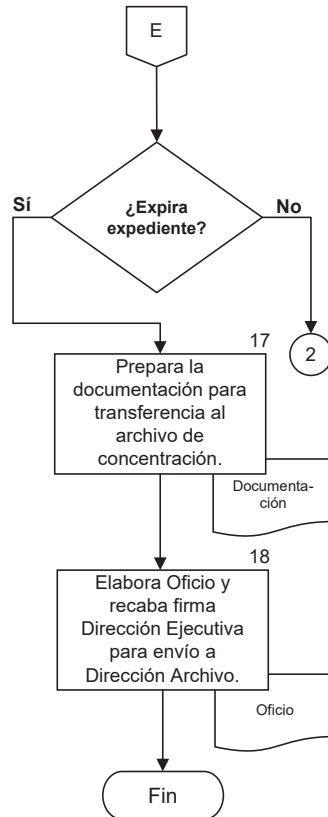 E
¿Expira
expediente?
Sí
No
2
17
Prepara la
documentación para
transferencia al
archivo de
concentración.
Documenta-
ción
18
Elabora Oficio y
recaba firma
Dirección Ejecutiva
para envío a
Dirección Archivo.
Oficio
Fin